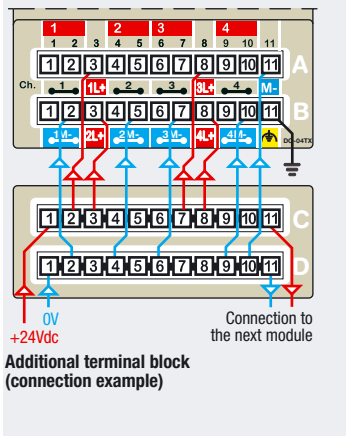 1 2 3 4
1 2 3 4 5 6 7 8 9 10 11
1 2 3 4 5 6 7 8 9 10 11 A
Ch. 1 1L+ 2 3 3L+ 4 M-
1 2 3 4 5 6 7 8 9 10 11 B
1M- 2L+ 2M- 3M- 4L+ 4M-
1 2 3 4 5 6 7 8 9 10 11 C
1 2 3 4 5 6 7 8 9 10 11 D
0V
+24Vdc
Connection to
the next module
Additional terminal block
(connection example)